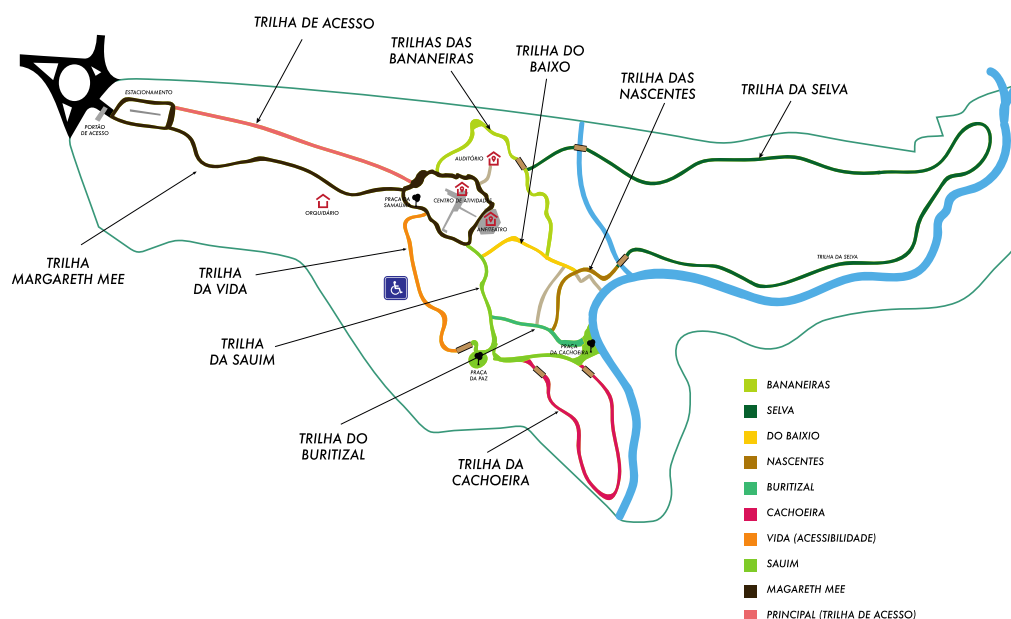 TRILHA DE ACESSO
TRILHAS DAS
BANANEIRAS
TRILHA DO
BAIXO
TRILHA DAS
NASCENTES
TRILHA DA SELVA
ESTACIONAMENTO
PORTÃO
DE ACESSO
AUDITÓRIO
CENTRO DE ATIVIDADES
PRAÇA DA
SAMAUMA
ORQUIDÁRIO
ANFITEATRO
TRILHA DA SELVA
TRILHA
MARGARETH MEE
TRILHA
DA VIDA
TRILHA
DA SAUIM
PRAÇA
DA CACHOEIRA
PRAÇA
DA PAZ
TRILHA DO
BURITIZAL
TRILHA DA
CACHOEIRA
BANANEIRAS
SELVA
DO BAIXIO
NASCENTES
BURITIZAL
CACHOEIRA
VIDA (ACESSIBILIDADE)
SAUIM
MAGARETH MEE
PRINCIPAL (TRILHA DE ACESSO)